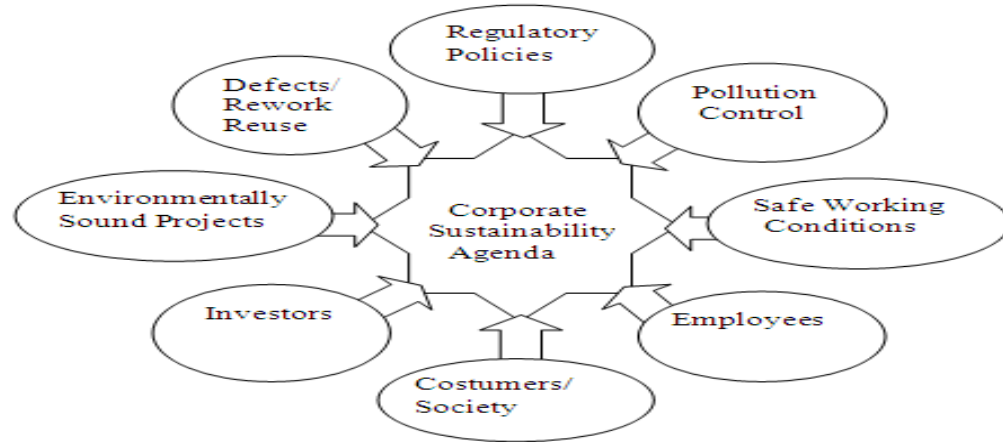 Regulatory
Policies
Defects/
Rework
Reuse
Pollution
Control
Environmentally
Sound Projects
Corporate
Sustainability
Agenda
Safe Working
Conditions
Investors
Employees
Costumers/
Society